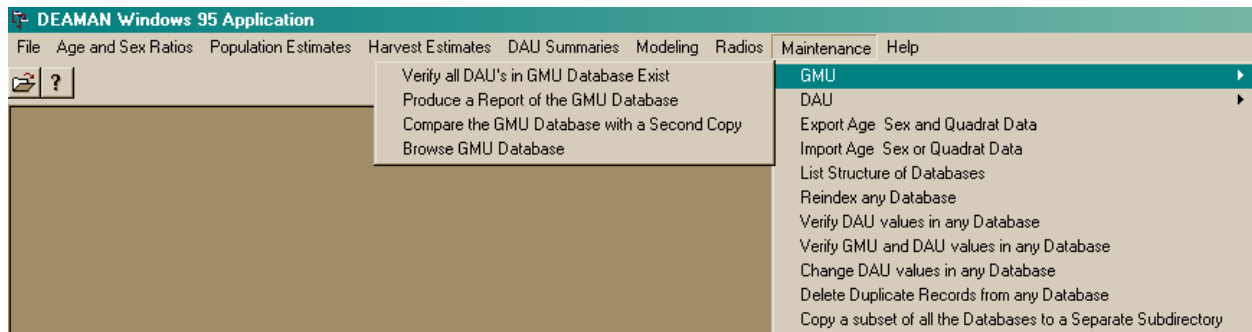 DEAMAN Windows 95 Application
File Age and Sex Ratios Population Estimates Harvest Estimates DAU Summaries Modeling Radios Maintenance Help
?
Verify all DAU's in GMU Database Exist
Produce a Report of the GMU Database
Compare the GMU Database with a Second Copy
Browse GMU Database
GMU
DAU
Export Age Sex and Quadrat Data
Import Age Sex or Quadrat Data
List Structure of Databases
Reindex any Database
Verify DAU values in any Database
Verify GMU and DAU values in any Database
Change DAU values in any Database
Delete Duplicate Records from any Database
Copy a subset of all the Databases to a Separate Subdirectory